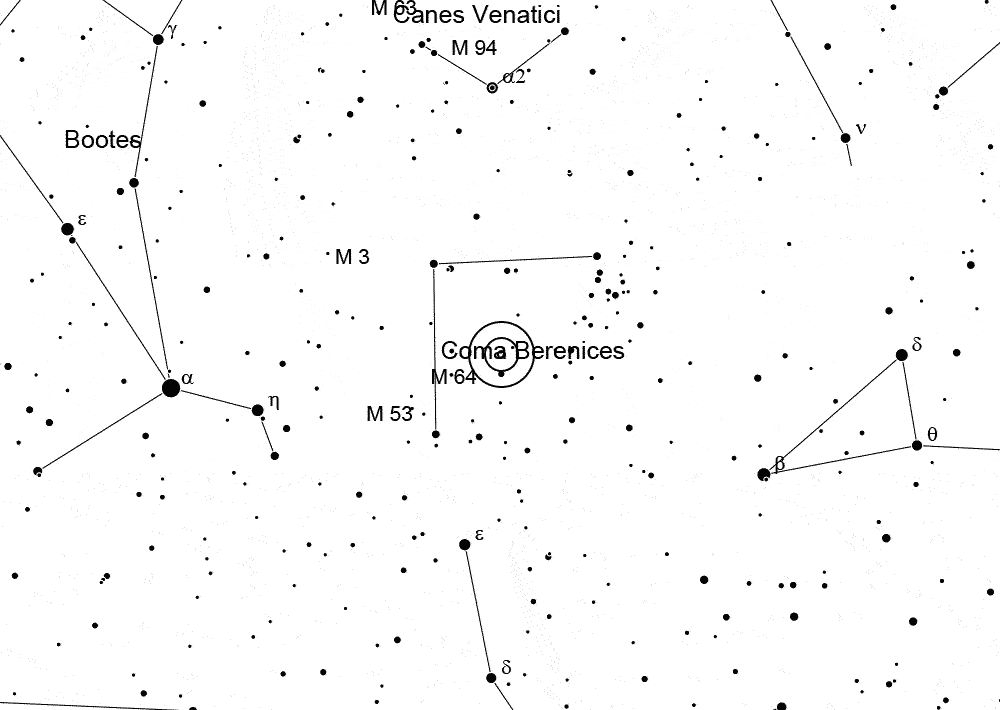 M 63
Canes Venatici
γ
M 94
α2
Bootes
ν
ε
M 3
Coma Berenices
δ
M 64
α
η
M 53
θ
β
ε
δ